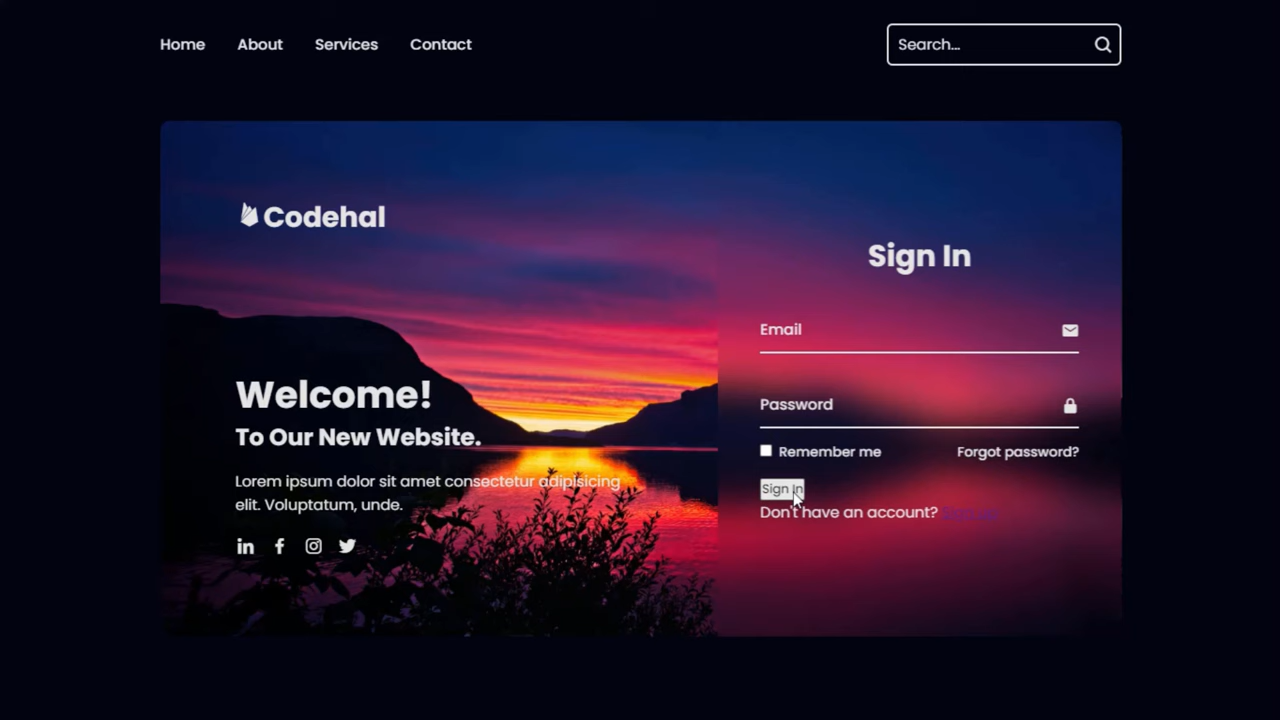 Home About Services Contact
Search...
Codehal
Welcome!
To Our New Website.
Lorem ipsum dolor sit amet consectetur adipisicing
elit. Voluptatum, unde.
Sign In
Email
Password
Remember me Forgot password?
Sign In
Don't have an account?